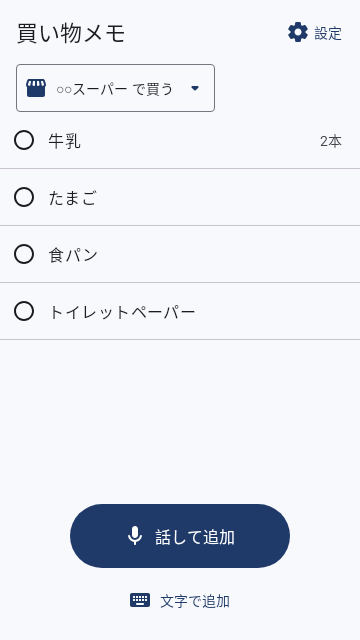 買い物メモ
設定
○○スーパー で買う
牛乳
2本
たまご
食パン
トイレットペーパー
話して追加
文字で追加